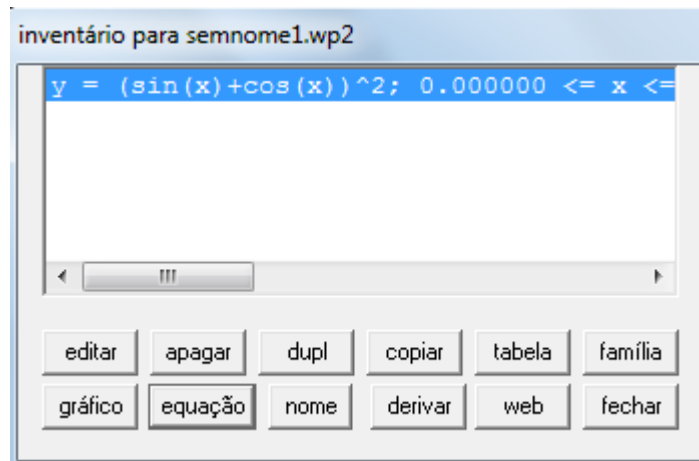 inventário para semnome1.wp2
y = (sin(x)+cos(x))^2; 0.000000 <= x <=
editar apagar dupl copiar tabela família
gráfico equação nome derivar web fechar